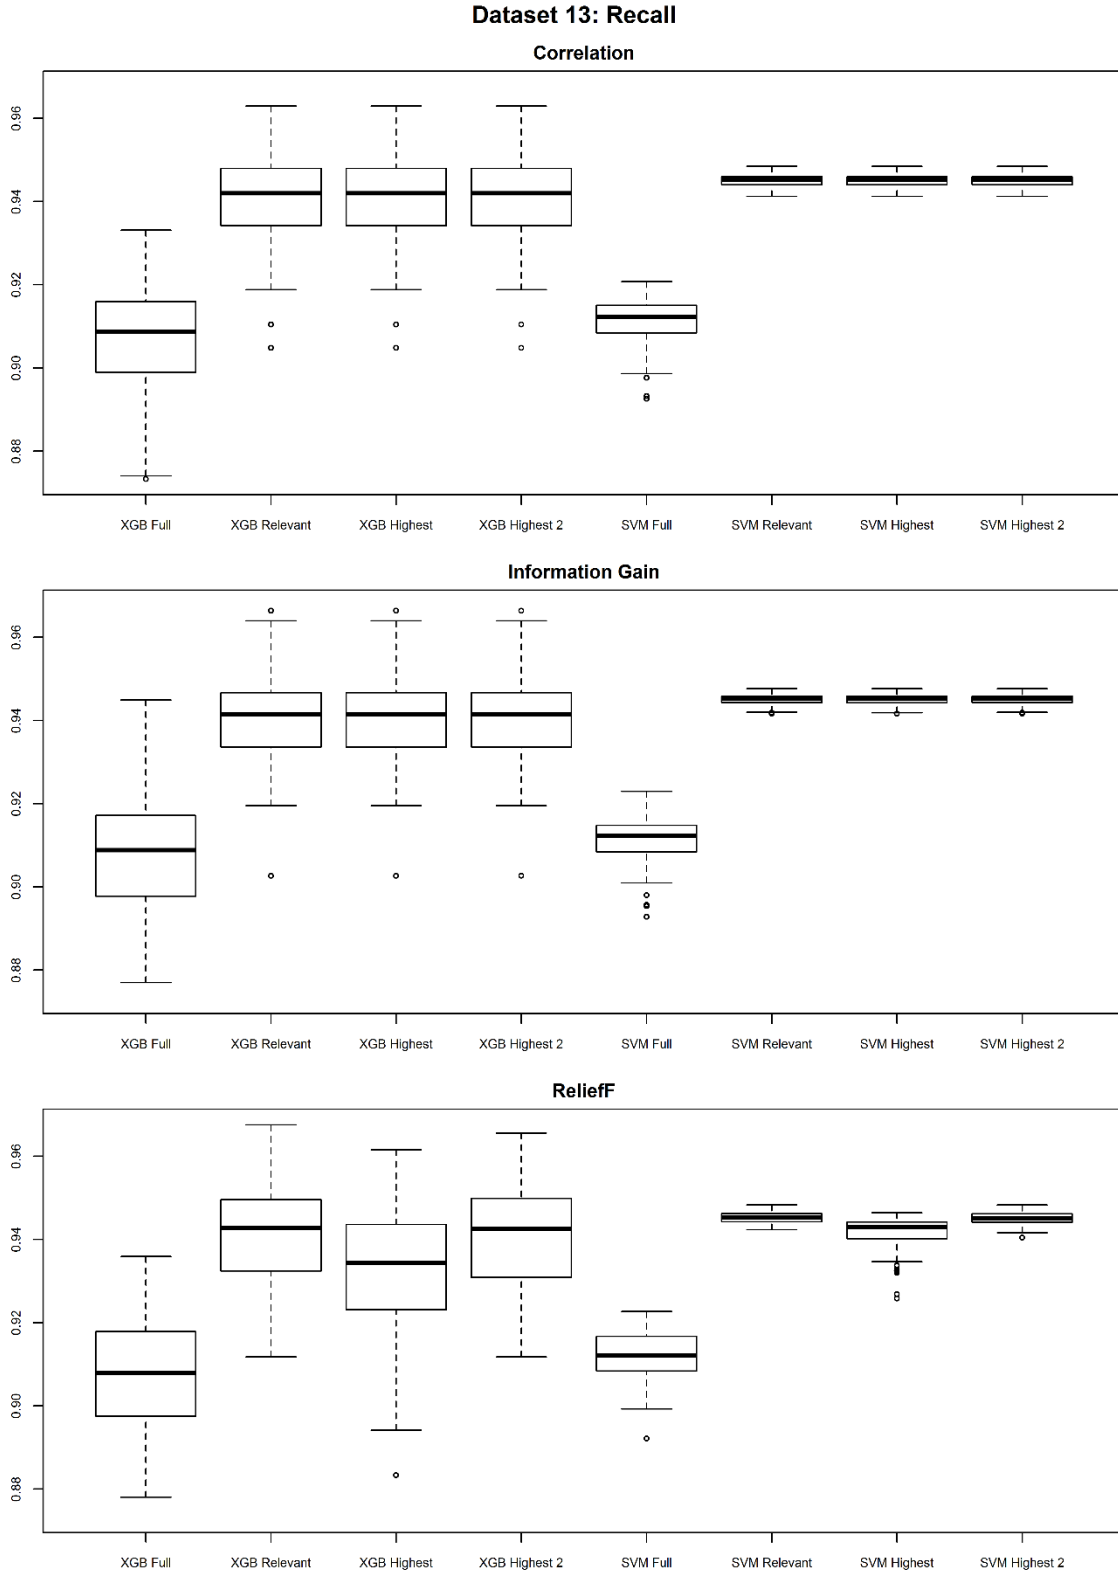 Dataset 13: Recall
Correlation
0.96
0.94
0.92
0.90
0.88
XGB Full XGB Relevant XGB Highest XGB Highest 2 SVM Full SVM Relevant SVM Highest SVM Highest 2
Information Gain
0.96
0.94
0.92
0.90
0.88
XGB Full XGB Relevant XGB Highest XGB Highest 2 SVM Full SVM Relevant SVM Highest SVM Highest 2
ReliefF
0.96
0.94
0.92
0.90
0.88
XGB Full XGB Relevant XGB Highest XGB Highest 2 SVM Full SVM Relevant SVM Highest SVM Highest 2